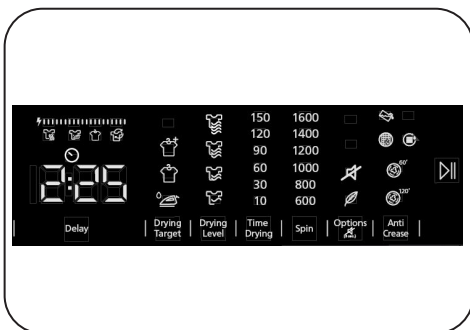 2:25
Delay
Drying
Target
Drying
Level
150
120
90
60
30
10
Time
Drying
1600
1400
1200
1000
800
600
Spin
Options
60'
120'
Anti
Crease